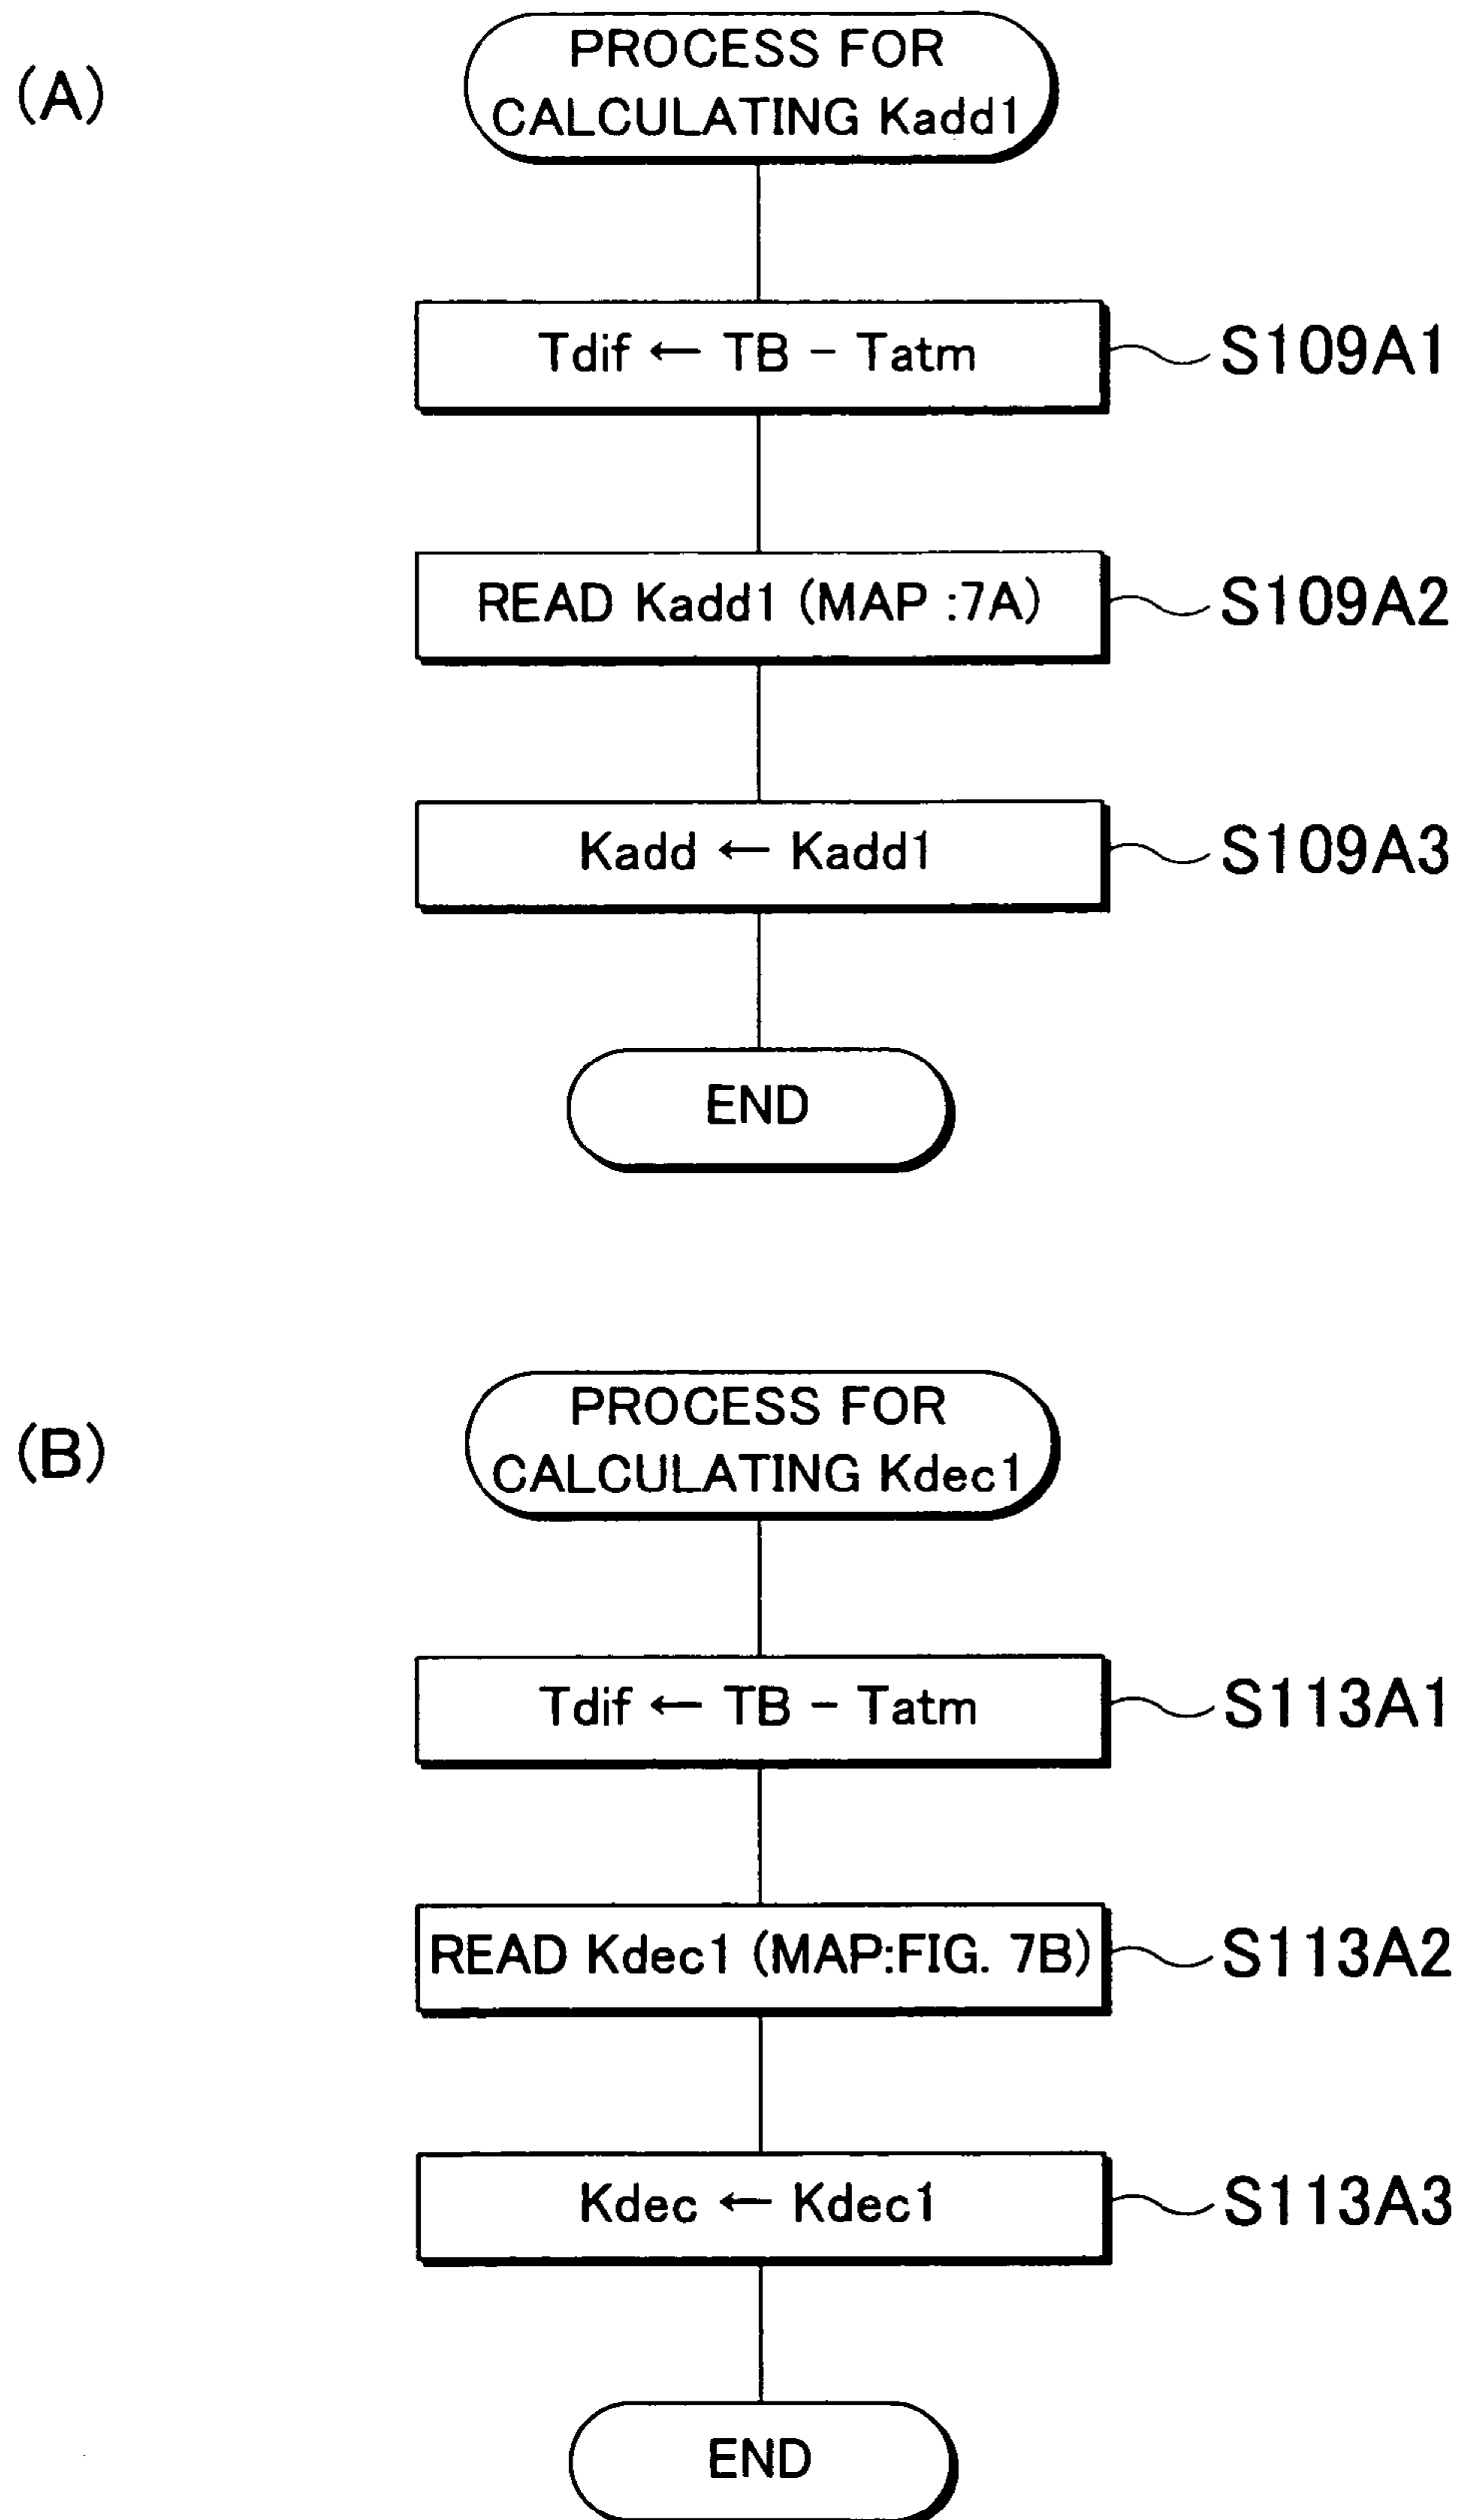 (A)
PROCESS FOR
CALCULATING Kadd1
Tdif ← TB − Tatm
S109A1
READ Kadd1 (MAP :7A)
S109A2
Kadd ← Kadd1
S109A3
END
(B)
PROCESS FOR
CALCULATING Kdec1
Tdif ← TB − Tatm
S113A1
READ Kdec1 (MAP:FIG. 7B)
S113A2
Kdec ← Kdec1
S113A3
END